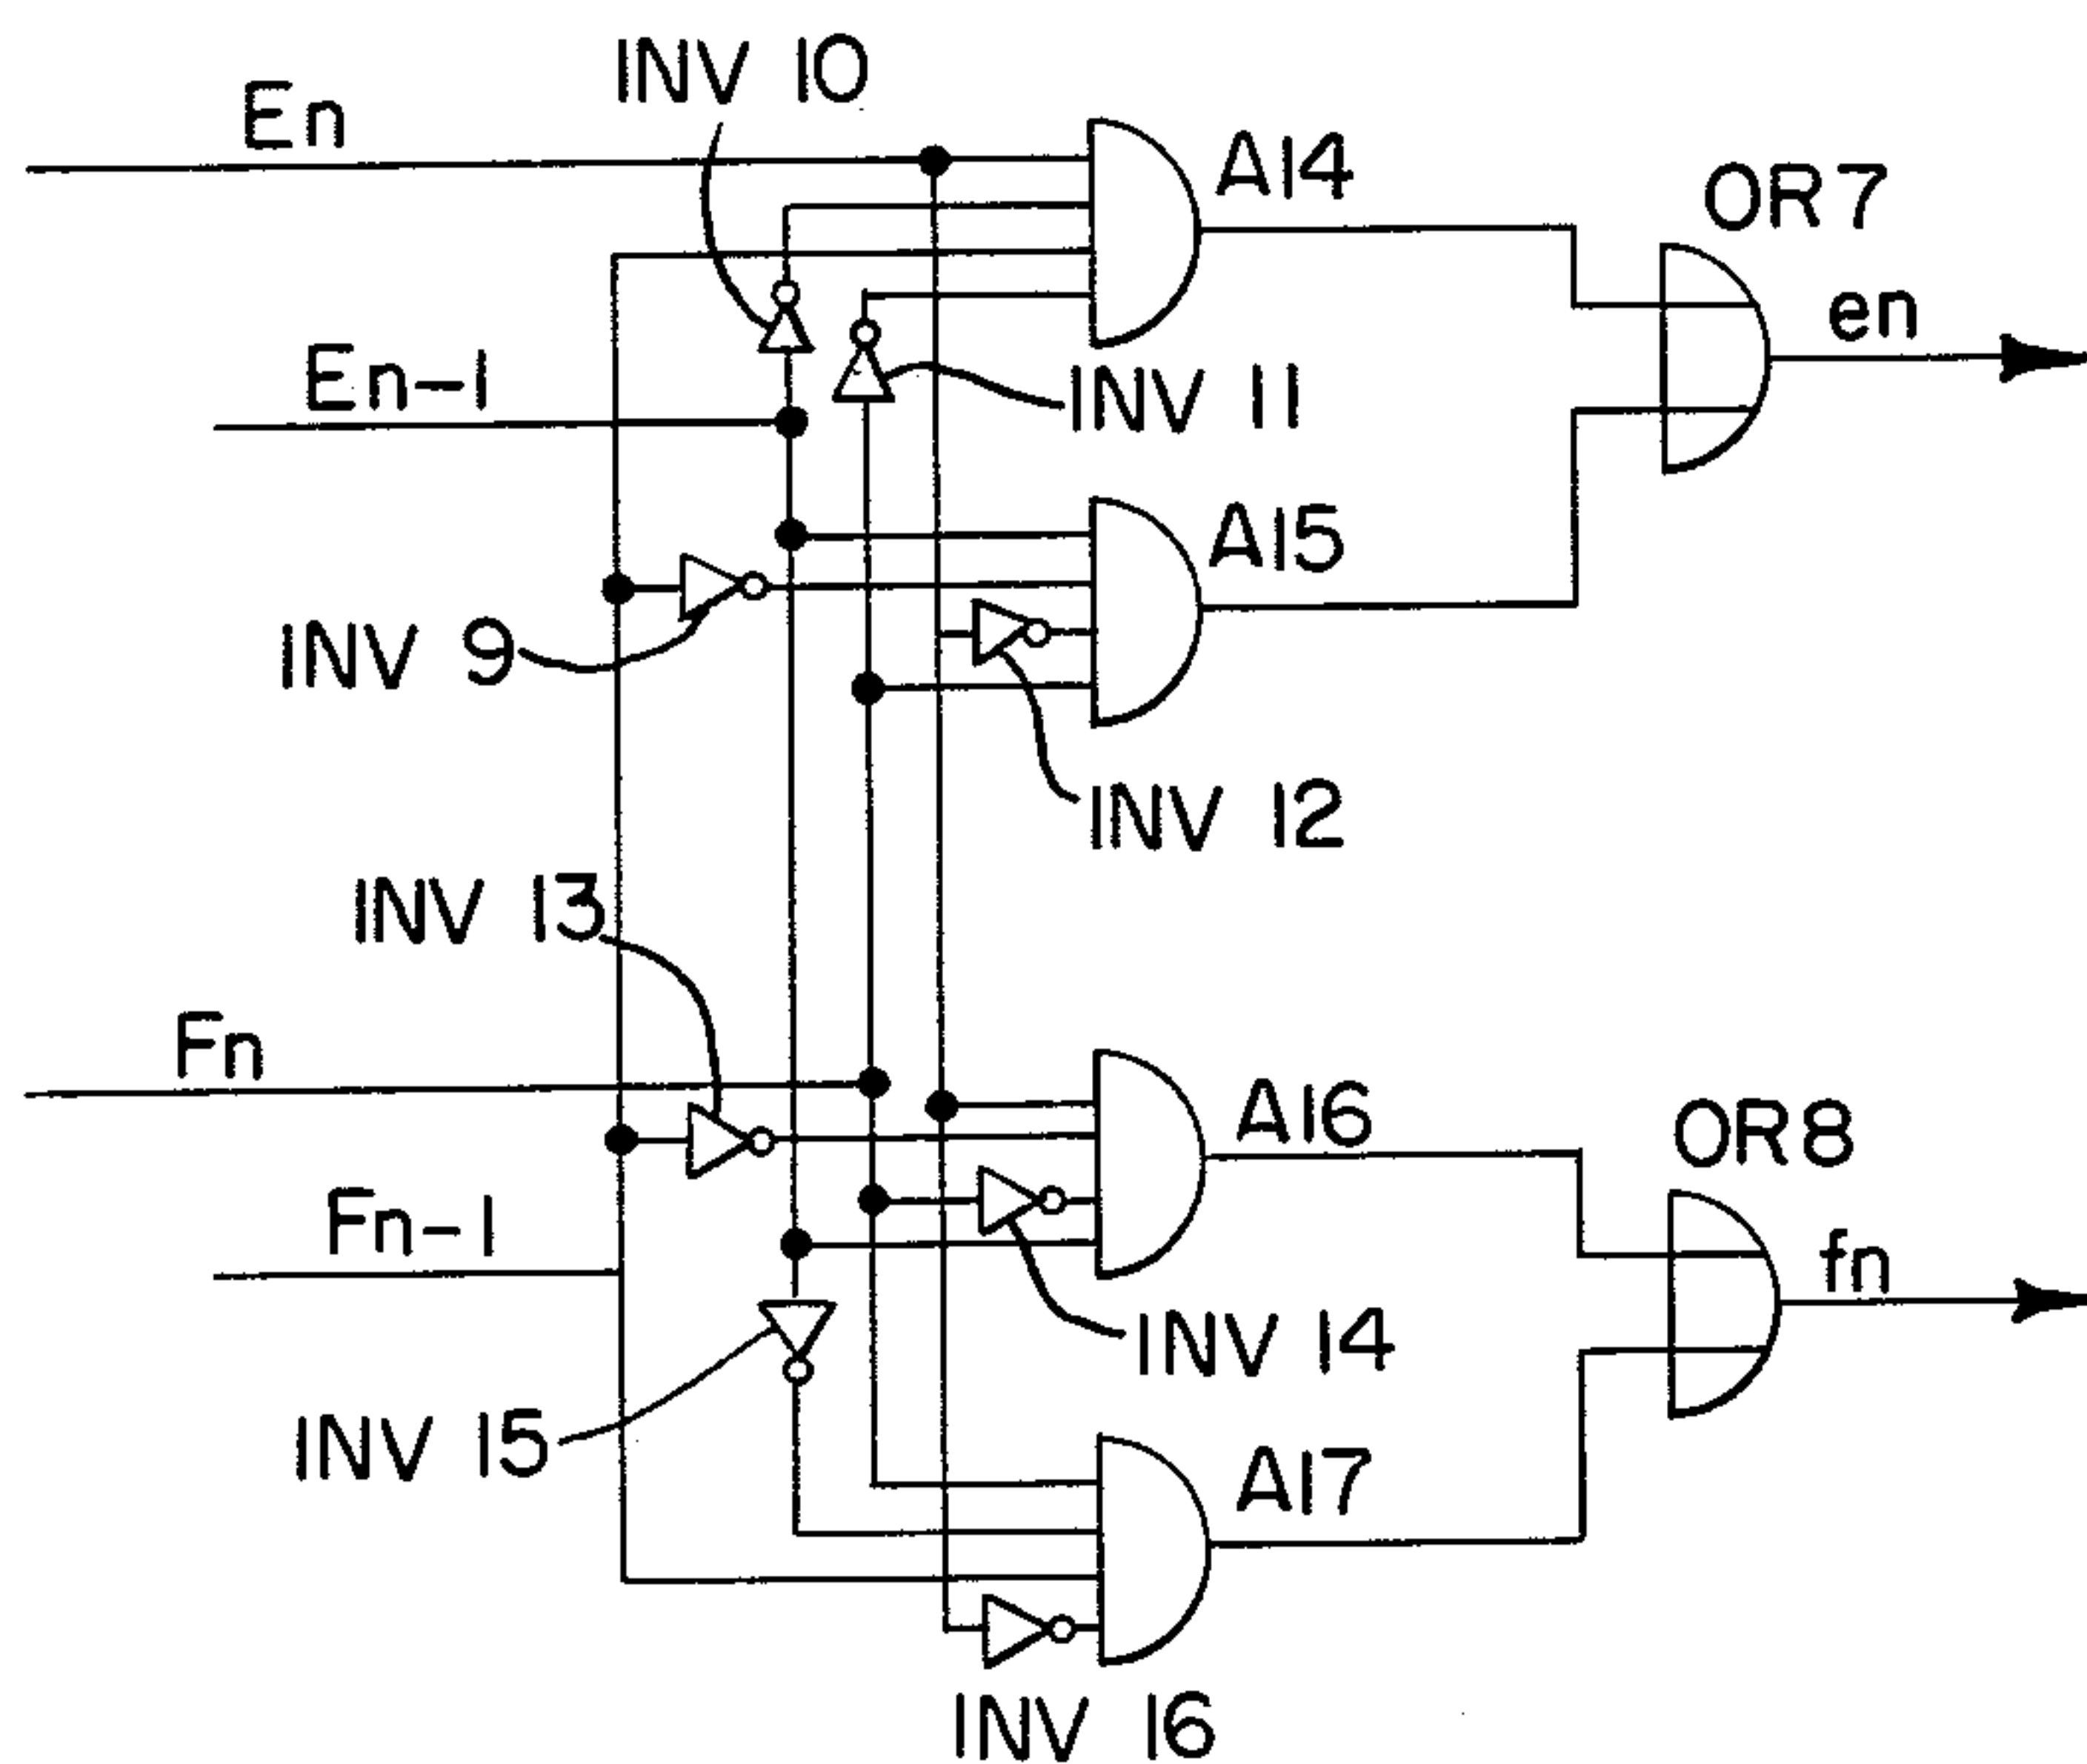 INV 10
En
A14
OR7
en
En-1
INV 11
A15
INV 9
INV 12
INV 13
Fn
A16
OR8
Fn-1
fn
INV 14
INV 15
A17
INV 16